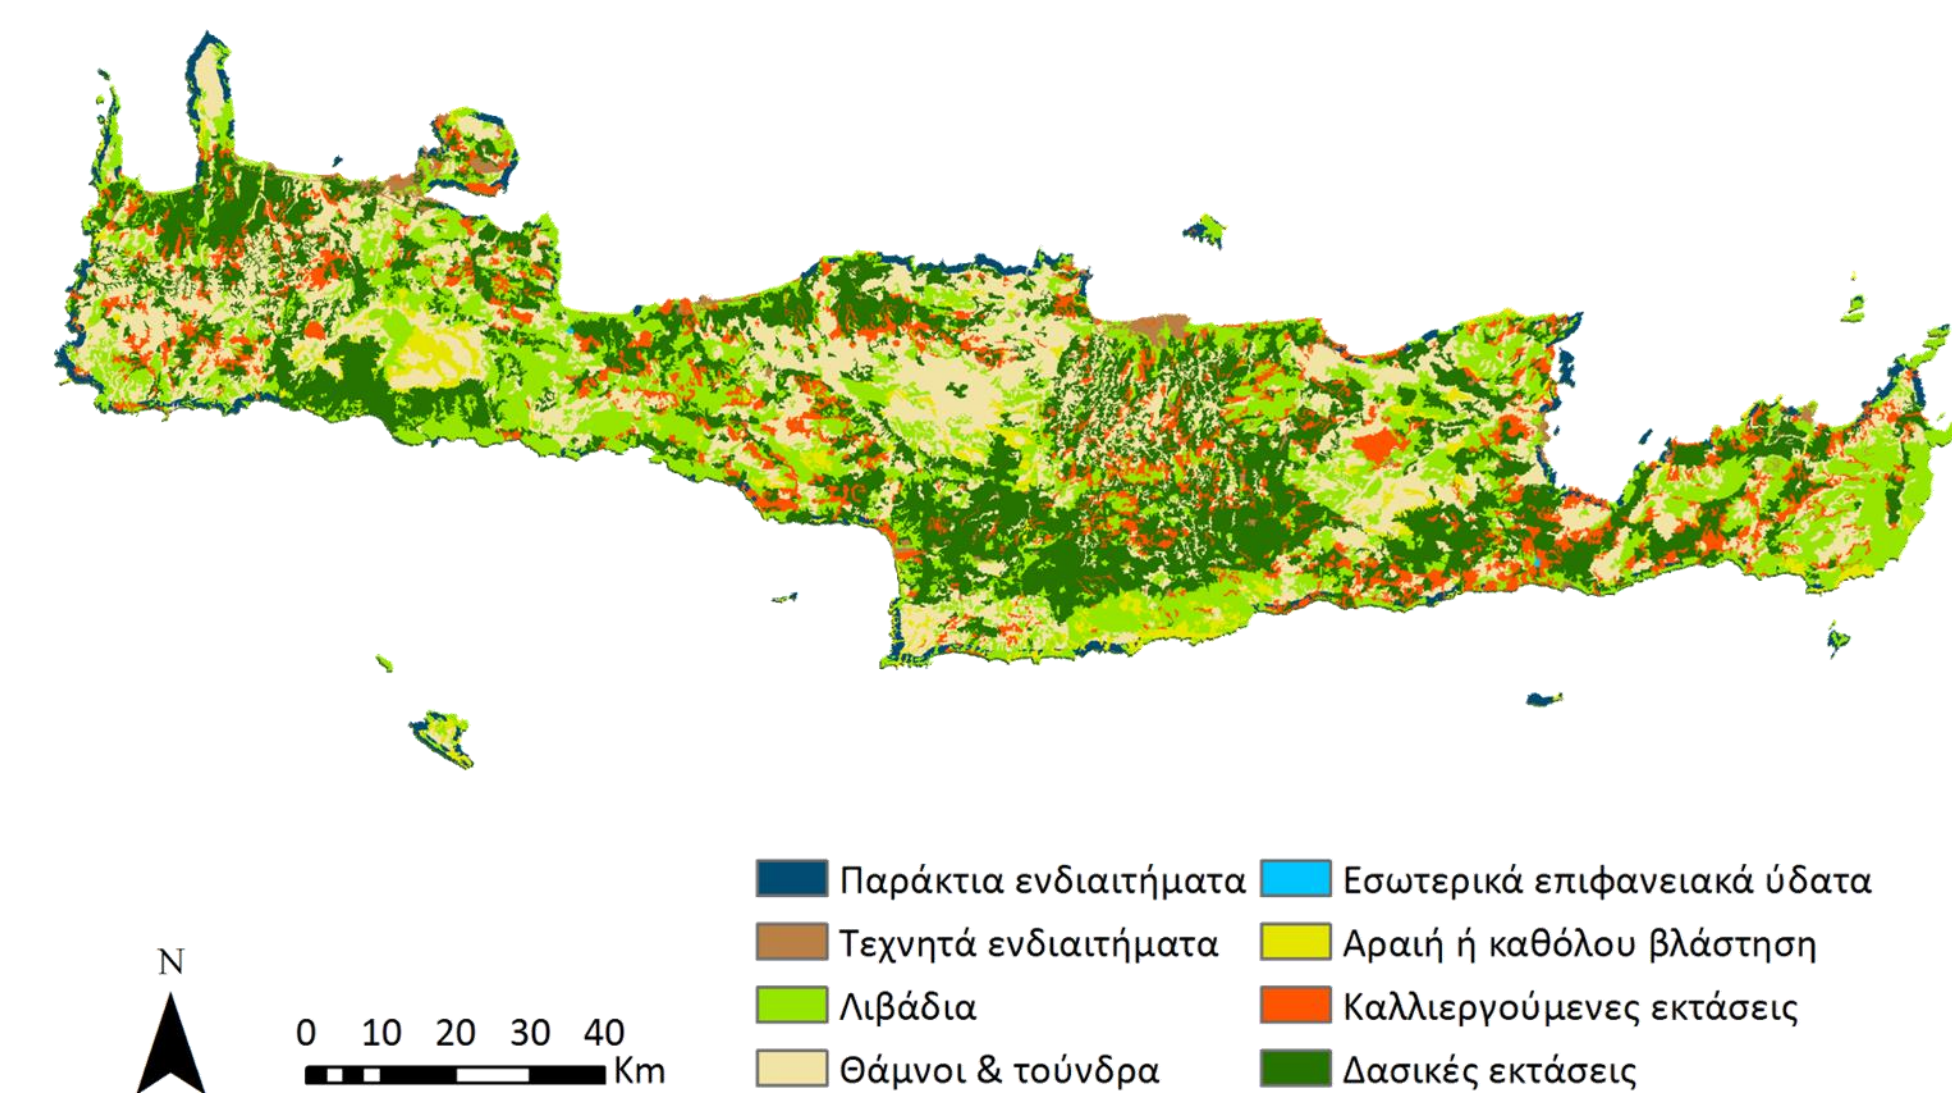 Παράκτια ενδιαιτήματα Εσωτερικά επιφανειακά ύδατα
Τεχνητά ενδιαιτήματα Αραιή ή καθόλου βλάστηση
N
Λιβάδια Καλλιεργούμενες εκτάσεις
0 10 20 30 40
Km
Θάμνοι & τούνδρα Δασικές εκτάσεις